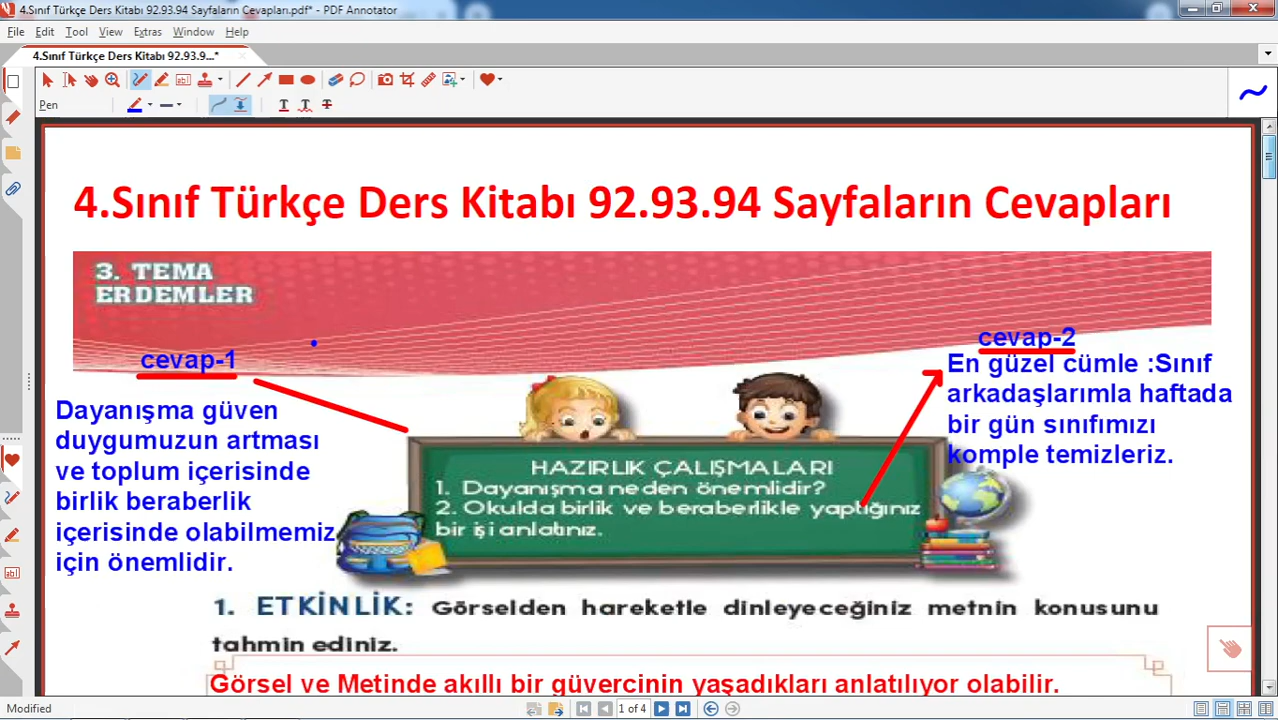 4.Sınıf Türkçe Ders Kitabı 92.93.94 Sayfaların Cevapları.pdf* - PDF Annotator
File Edit Tool View Extras Window Help
4.Sınıf Türkçe Ders Kitabı 92.93.9...*
Pen
4.Sınıf Türkçe Ders Kitabı 92.93.94 Sayfaların Cevapları
3. TEMA
ERDEMLER
cevap-1
Dayanışma güven
duygumuzun artması
ve toplum içerisinde
birlik beraberlik
içerisinde olabilmemiz
için önemlidir.
cevap-2
En güzel cümle :Sınıf
arkadaşlarımla haftada
bir gün sınıfımızı
komple temizleriz.
HAZIRLIK ÇALIŞMALARI
1. Dayanışma neden önemlidir?
2. Okulda birlik ve beraberlikle yaptığınız
bir işi anlatınız.
1. ETKİNLİK: Görselden hareketle dinleyeceğiniz metnin konusunu
tahmin ediniz.
Görsel ve Metinde akıllı bir güvercinin yaşadıkları anlatılıyor olabilir.
Modified
1 of 4